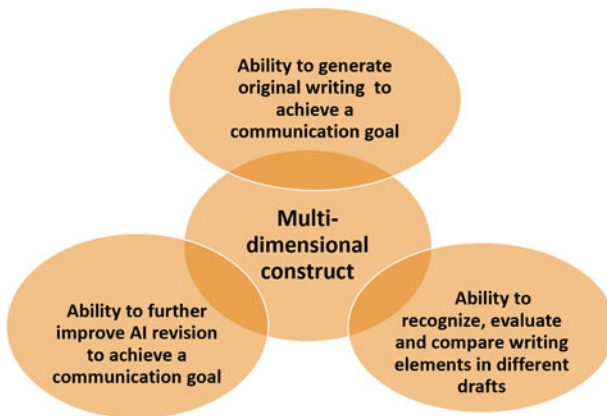 Ability to generate
original writing to
achieve a
communication goal
Multi-
dimensional
construct
Ability to further
improve AI revision
to achieve a
communication goal
Ability to
recognize, evaluate
and compare writing
elements in different
drafts